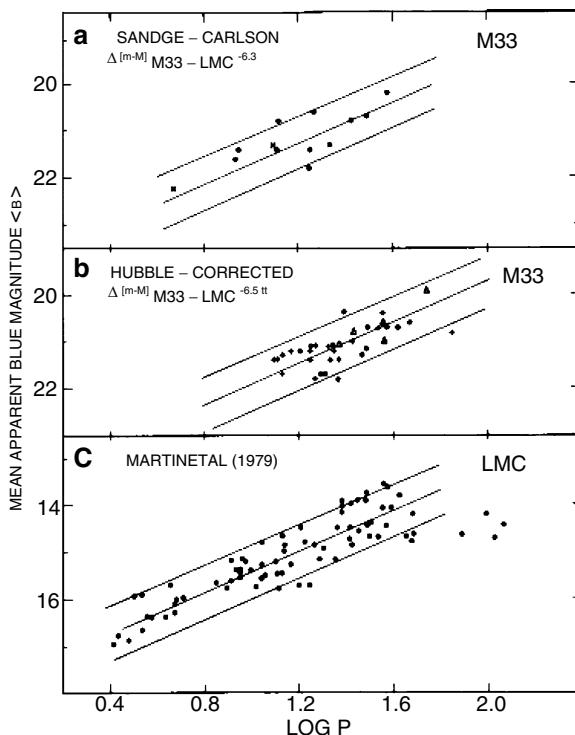 a
SANDGE – CARLSON
Δ [m-M] M33 – LMC -6.3
M33
20
22
b
HUBBLE – CORRECTED
Δ [m-M] M33 – LMC -6.5 tt
M33
20
22
C
MARTINETAL (1979)
LMC
14
16
MEAN APPARENT BLUE MAGNITUDE <B>
0.4 0.8 1.2 1.6 2.0
LOG P